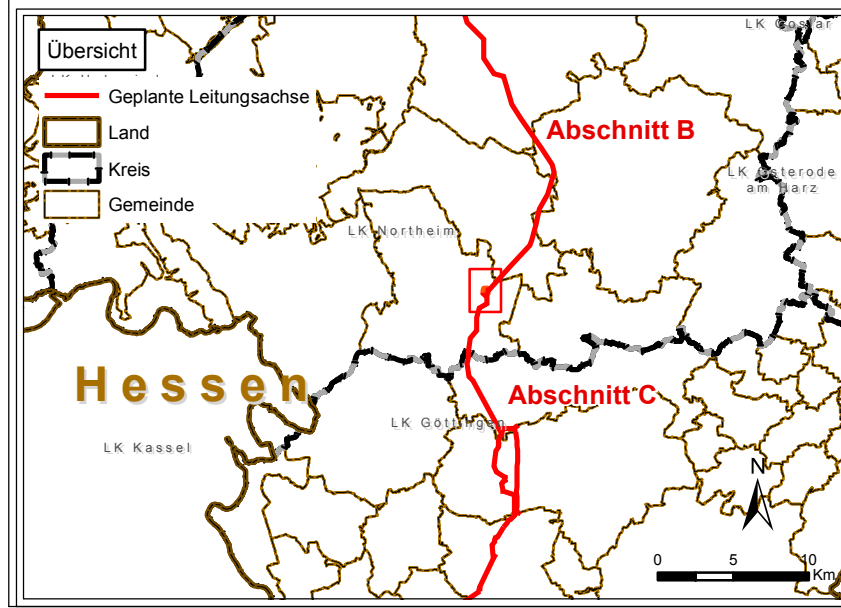 LK Goslar
Übersicht
Geplante Leitungsachse
Land
Kreis
Gemeinde
Abschnitt B
LK Osterode
am Harz
LK Northeim
Hessen
Abschnitt C
LK Göttingen
LK Kassel
N
0 5 10
Km